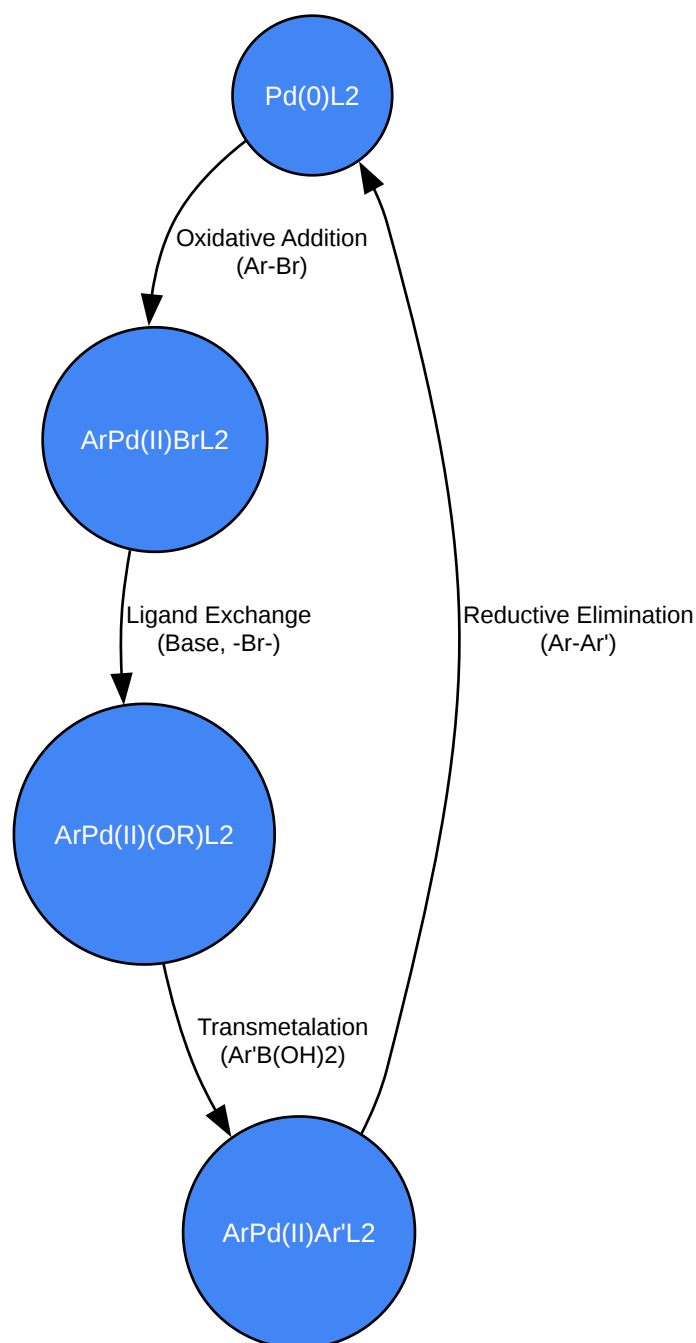 Pd(0)L2
Oxidative Addition
(Ar-Br)
ArPd(II)BrL2
Ligand Exchange
(Base, -Br-)
Reductive Elimination
(Ar-Ar')
ArPd(II)(OR)L2
Transmetalation
(Ar'B(OH)2)
ArPd(II)Ar'L2